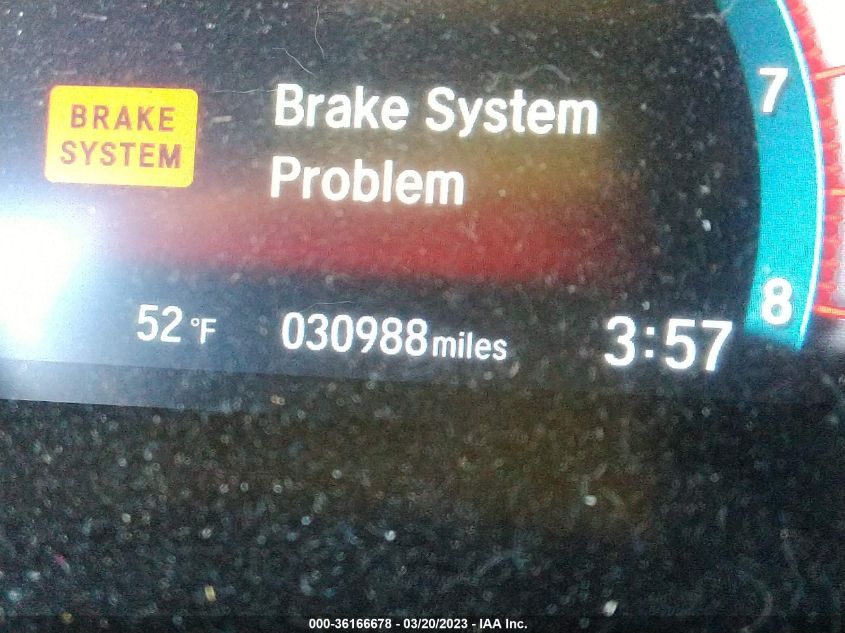 BRAKE
SYSTEM
Brake System
Problem
7
8
52 °F
030988 miles
3:57
000-36166678 - 03/20/2023 - IAA Inc.